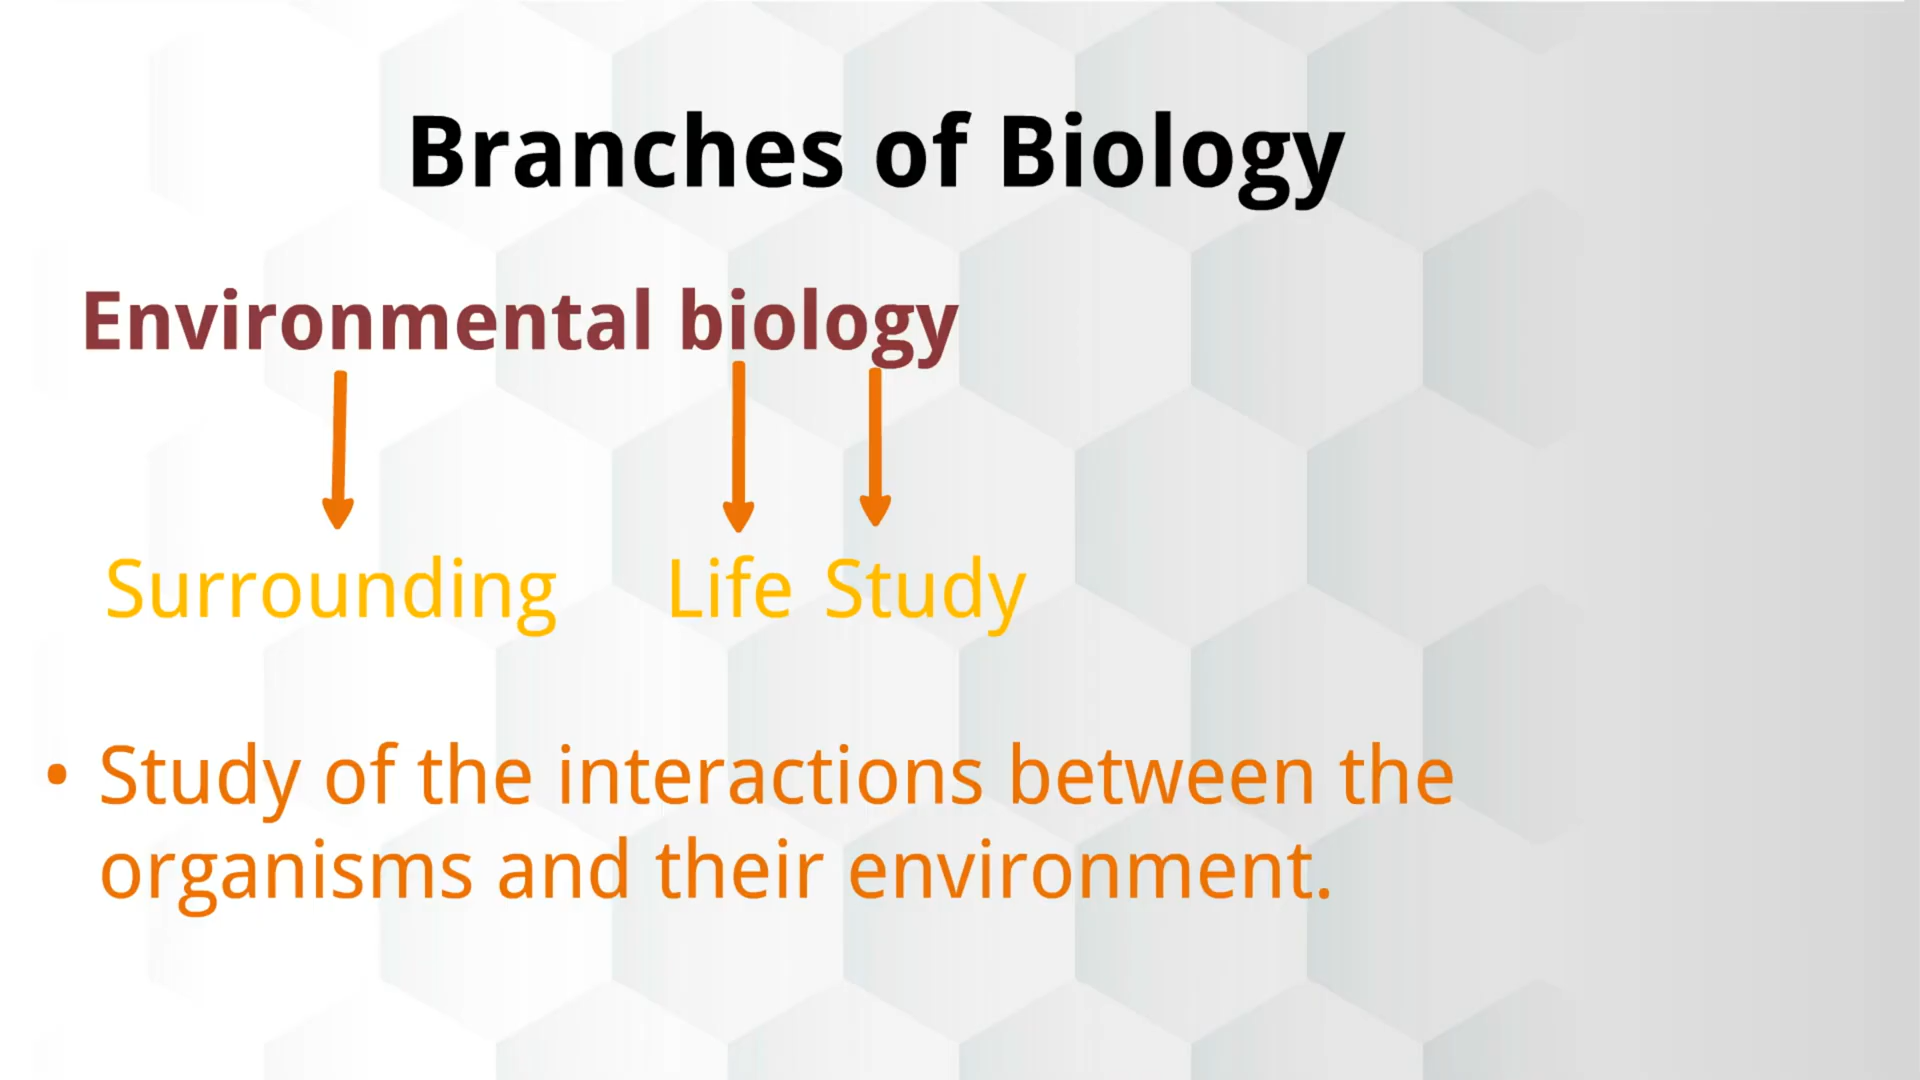 Branches of Biology
Environmental biology
Surrounding Life Study
• Study of the interactions between the
organisms and their environment.